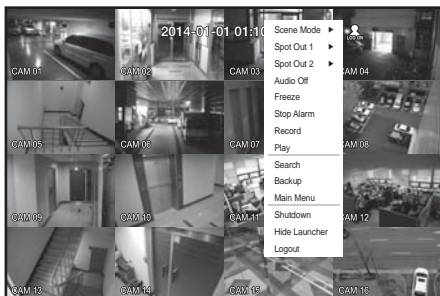 2014-01-01 01:10
LOG ON
CAM 01
CAM 02
CAM 03
CAM 04
Scene Mode ▶
Spot Out 1 ▶
Spot Out 2 ▶
Audio Off
Freeze
Stop Alarm
Record
Play
Search
Backup
Main Menu
Shutdown
Hide Launcher
Logout
CAM 05
CAM 06
CAM 07
CAM 08
CAM 09
CAM 10
CAM 11
CAM 12
CAM 13
CAM 14
CAM 15
CAM 16